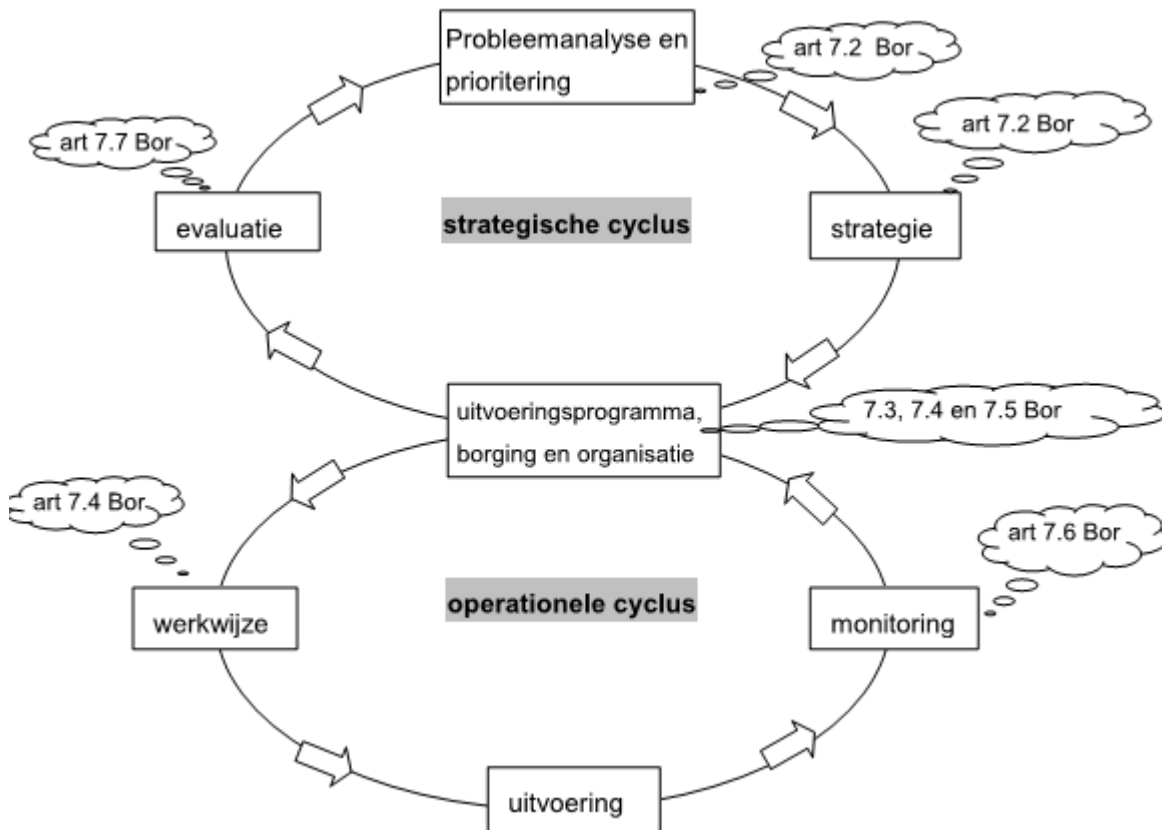 Probleemanalyse en
prioritering
art 7.2 Bor
art 7.2 Bor
art 7.7 Bor
evaluatie
strategische cyclus
strategie
uitvoeringsprogramma,
borging en organisatie
7.3, 7.4 en 7.5 Bor
art 7.4 Bor
art 7.6 Bor
werkwijze
operationele cyclus
monitoring
uitvoering